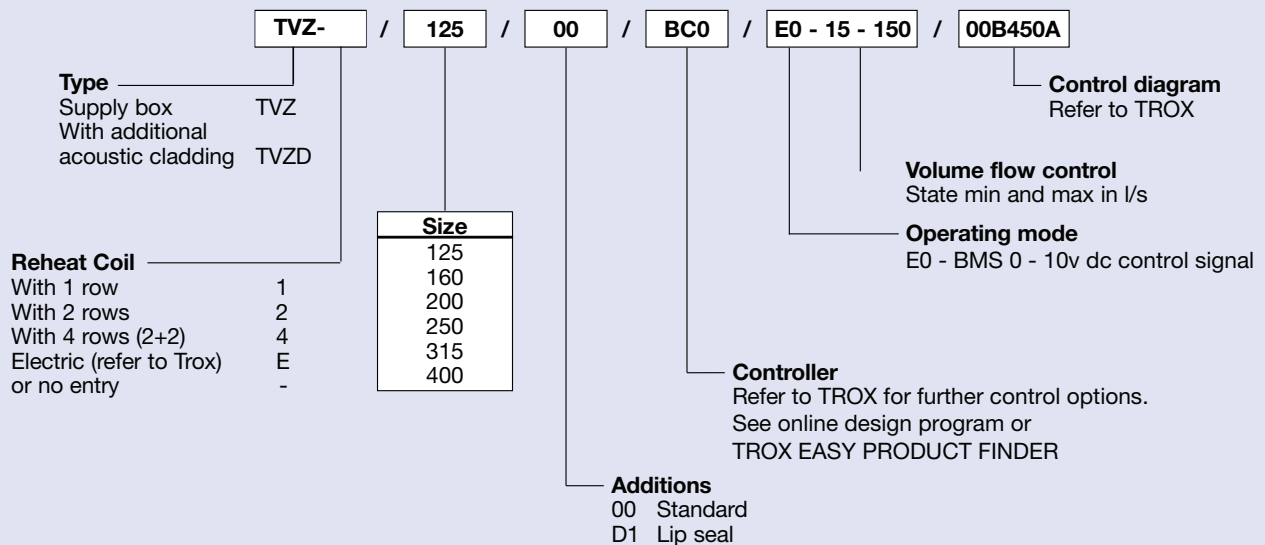 TVZ- / 125 / 00 / BC0 / E0 - 15 - 150 / 00B450A
Type
Supply box TVZ
With additional
acoustic cladding TVZD
Control diagram
Refer to TROX
Volume flow control
State min and max in l/s
Operating mode
E0 - BMS 0 - 10v dc control signal
Size
125
160
200
250
315
400
Reheat Coil
With 1 row 1
With 2 rows 2
With 4 rows (2+2) 4
Electric (refer to Trox) E
or no entry -
Controller
Refer to TROX for further control options.
See online design program or
TROX EASY PRODUCT FINDER
Additions
00 Standard
D1 Lip seal